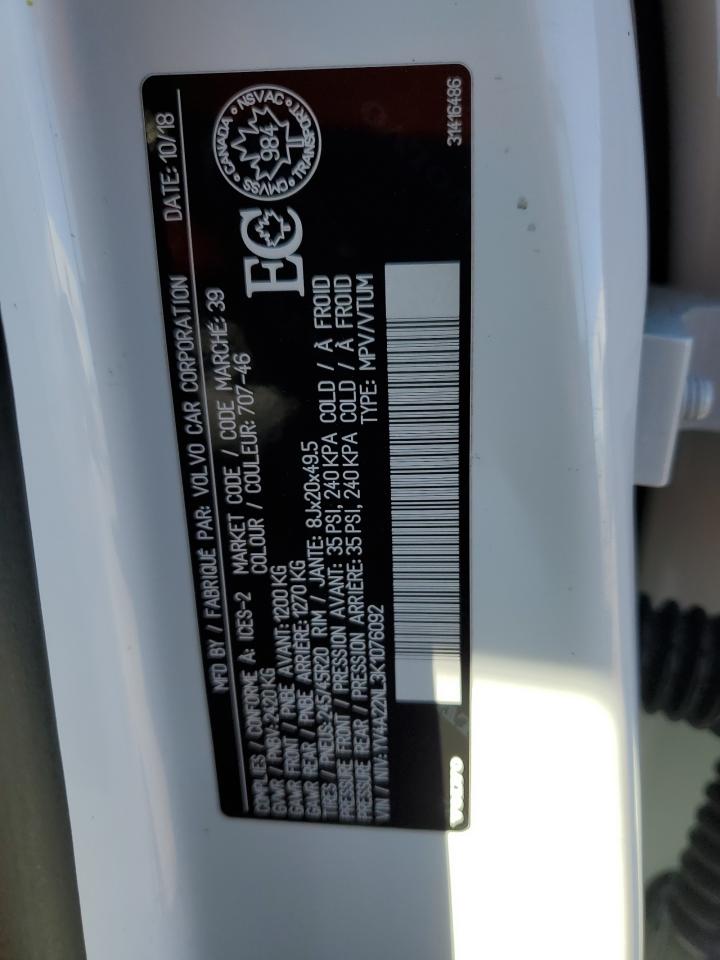 MFD BY / FABRIQUÉ PAR: VOLVO CAR CORPORATION DATE: 10/18
COMPLIES / CONFORME A: ICES-2 MARKET CODE / CODE MARCHÉ: 39
GVWR / PNBV: 2420 KG COLOUR / COULEUR: 707-46
GAWR FRONT / PNBE AVANT: 1200 KG
GAWR REAR / PNBE ARRIÈRE: 1270 KG
TIRES / PNEUS: 245/45R20 RIM / JANTE: 8Jx20x49.5
PRESSURE FRONT / PRESSION AVANT: 35 PSI, 240 KPA COLD / À FROID
PRESSURE REAR / PRESSION ARRIÈRE: 35 PSI, 240 KPA COLD / À FROID
VIN / NIV: YV4A22NL3K1076092 TYPE: MPV/VTUM
EC
CANADA • NSVAC • TRANSPORT • CMVSS
984
VOLVO
31416486